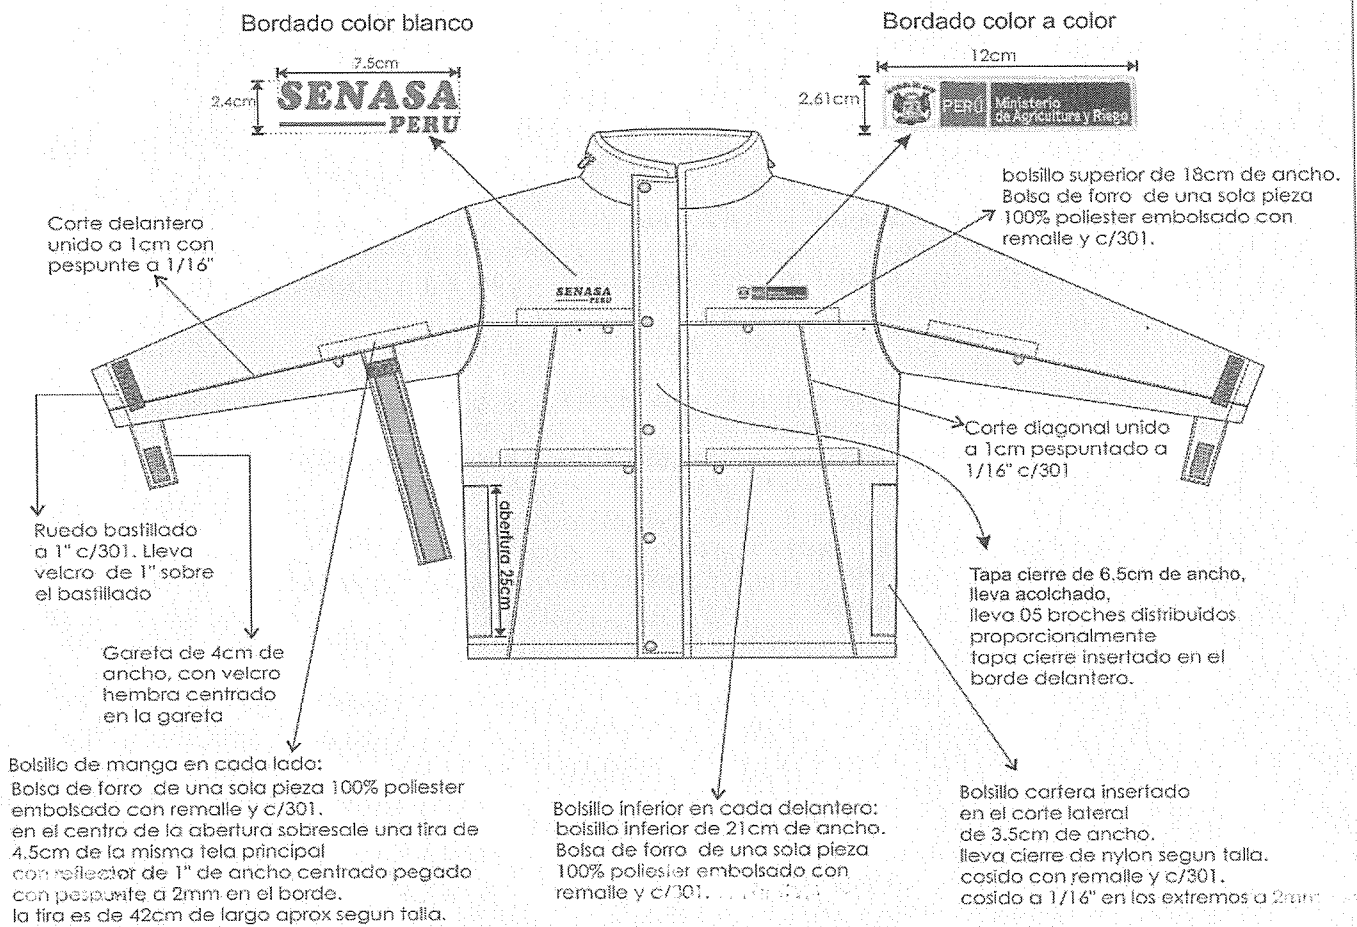 Bordado color blanco
7.5cm
2.4cm
SENASA
PERU
Bordado color a color
12cm
2.61cm
PERÚ
Ministerio
de Agricultura y Riego
bolsillo superior de 18cm de ancho.
Bolsa de forro de una sola pieza
100% poliester embolsado con
remalle y c/301.
Corte delantero
unido a 1cm con
pespunte a 1/16"
SENASA
PERU
Corte diagonal unido
a 1cm pespuntado a
1/16" c/301
abertura 25cm
Ruedo bastillado
a 1" c/301. Lleva
velcro de 1" sobre
el bastillado
Tapa cierre de 6.5cm de ancho,
lleva acolchado,
lleva 05 broches distribuidos
proporcionalmente
tapa cierre insertado en el
borde delantero.
Gareta de 4cm de
ancho, con velcro
hembra centrado
en la gareta
Bolsillo de manga en cada lado:
Bolsa de forro de una sola pieza 100% poliester
embolsado con remalle y c/301.
en el centro de la abertura sobresale una tira de
4.5cm de la misma tela principal
con reflector de 1" de ancho centrado pegado
con pespunte a 2mm en el borde.
la tira es de 42cm de largo aprox segun talla.
Bolsillo inferior en cada delantero:
bolsillo inferior de 21cm de ancho.
Bolsa de forro de una sola pieza
100% poliester embolsado con
remalle y c/301.
Bolsillo cartera insertado
en el corte lateral
de 3.5cm de ancho.
lleva cierre de nylon segun talla.
cosido con remalle y c/301.
cosido a 1/16" en los extremos a 2mm